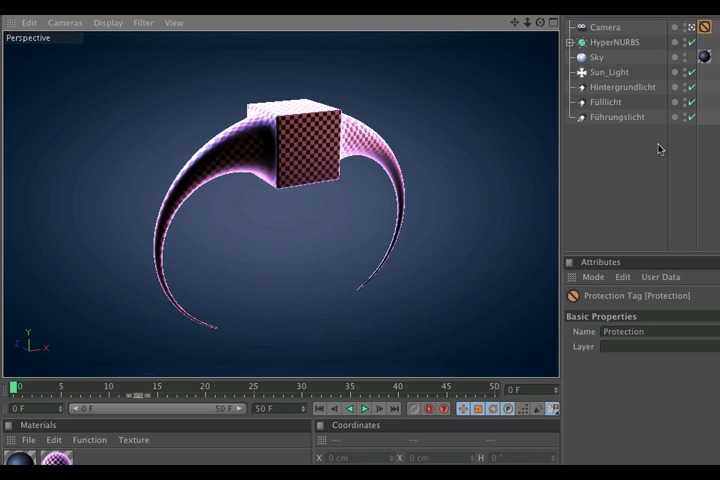 Edit Cameras Display Filter View
Perspective
Camera
HyperNURBS
Sky
Sun_Light
Hintergrundlicht
Fülllicht
Führungslicht
Attributes
Mode Edit User Data
Protection Tag [Protection]
Basic Properties
Name Protection
Layer
Y
Z X
0 5 10 15 20 25 30 35 40 45 50 0 F
0 F 0 F 50 F 50 F
Materials
File Edit Function Texture
Coordinates
-- -- --
X 0 cm X 0 cm H 0 °